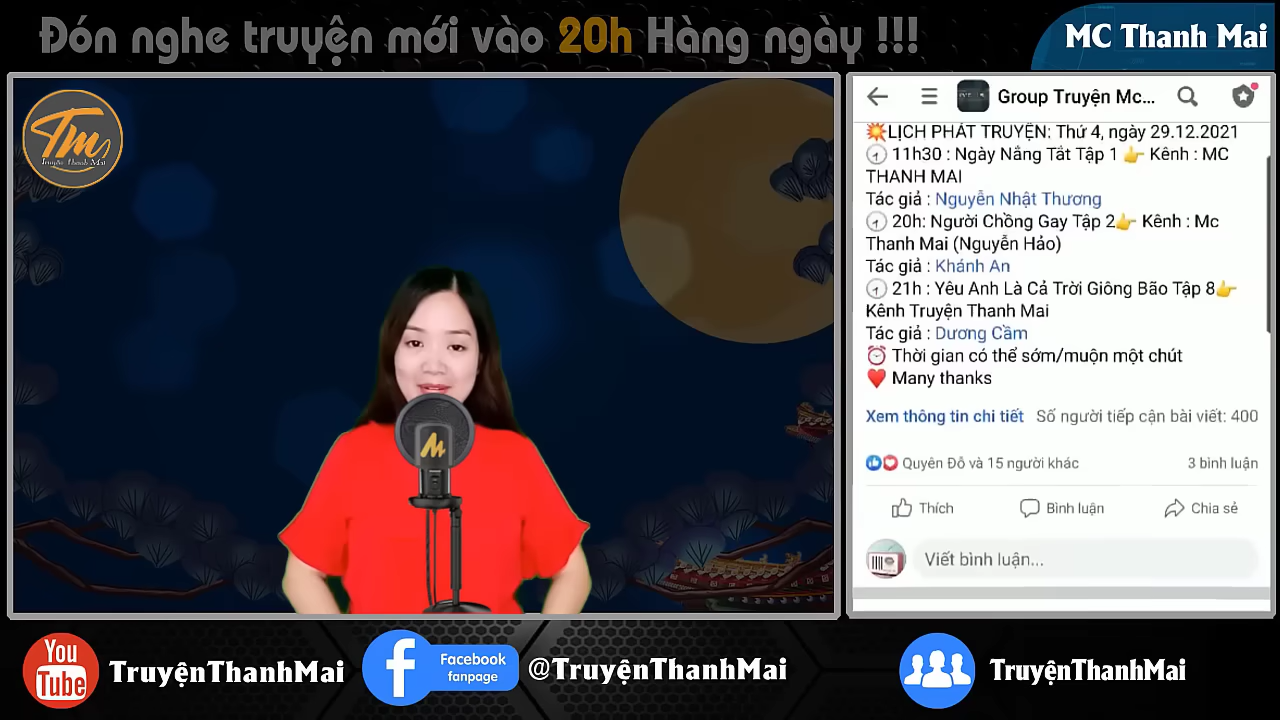 Đón nghe truyện mới vào 20h Hàng ngày !!!
MC Thanh Mai
Tm
Truyện Thanh Mai
M
Group Truyện Mc...
💥LỊCH PHÁT TRUYỆN: Thứ 4, ngày 29.12.2021
🕢 11h30 : Ngày Nắng Tắt Tập 1 👉 Kênh : MC
THANH MAI
Tác giả : Nguyễn Nhật Thương
🕢 20h: Người Chồng Gay Tập 2👉 Kênh : Mc
Thanh Mai (Nguyễn Hảo)
Tác giả : Khánh An
🕢 21h : Yêu Anh Là Cả Trời Giông Bão Tập 8👉
Kênh Truyện Thanh Mai
Tác giả : Dương Cầm
⏰ Thời gian có thể sớm/muộn một chút
❤️ Many thanks
Xem thông tin chi tiết Số người tiếp cận bài viết: 400
Quyên Đỗ và 15 người khác 3 bình luận
Thích Bình luận Chia sẻ
Viết bình luận...
You
Tube
TruyệnThanhMai
f
Facebook
fanpage
@TruyệnThanhMai
TruyệnThanhMai